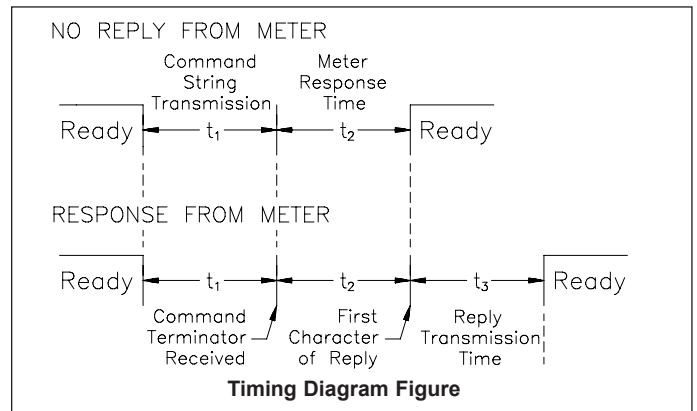 NO REPLY FROM METER
Command String Transmission
Meter Response Time
Ready t₁ t₂ Ready
RESPONSE FROM METER
Ready t₁ t₂ t₃ Ready
Command Terminator Received
First Character of Reply
Reply Transmission Time
Timing Diagram Figure